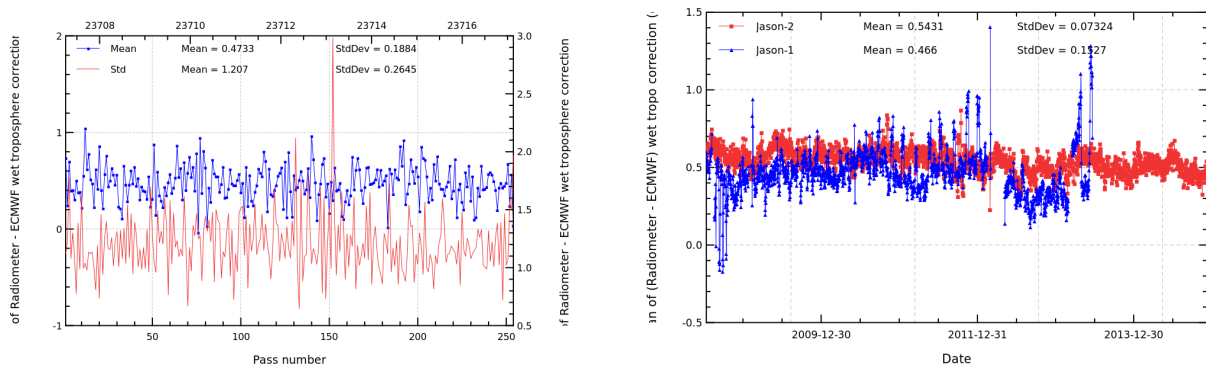 23708 23710 23712 23714 23716
2 1 0 -1
of Radiometer - ECMWF wet troposphere correction
Mean Mean = 0.4733 StdDev = 0.1884
Std Mean = 1.207 StdDev = 0.2645
3.0 2.5 2.0 1.5 1.0 0.5
of Radiometer - ECMWF wet troposphere correction
50 100 150 200 250
Pass number
1.5 1.0 0.5 0.0 -0.5
of (Radiometer - ECMWF) wet tropo correction (
Jason-2 Mean = 0.5431 StdDev = 0.07324
Jason-1 Mean = 0.466 StdDev = 0.1527
2009-12-30 2011-12-31 2013-12-30
Date